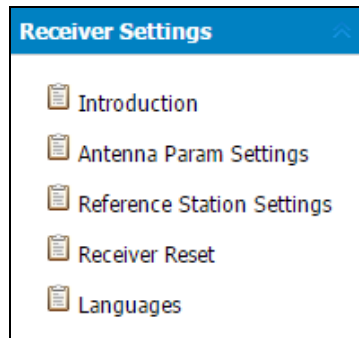 Receiver Settings
Introduction
Antenna Param Settings
Reference Station Settings
Receiver Reset
Languages